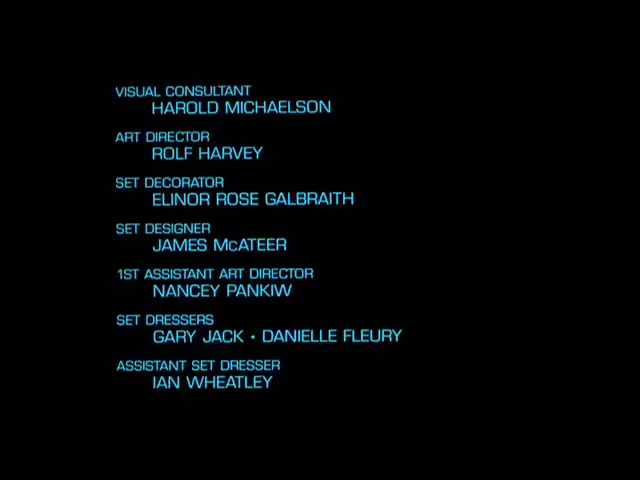 VISUAL CONSULTANT
HAROLD MICHAELSON
ART DIRECTOR
ROLF HARVEY
SET DECORATOR
ELINOR ROSE GALBRAITH
SET DESIGNER
JAMES McATEER
1ST ASSISTANT ART DIRECTOR
NANCEY PANKIW
SET DRESSERS
GARY JACK • DANIELLE FLEURY
ASSISTANT SET DRESSER
IAN WHEATLEY